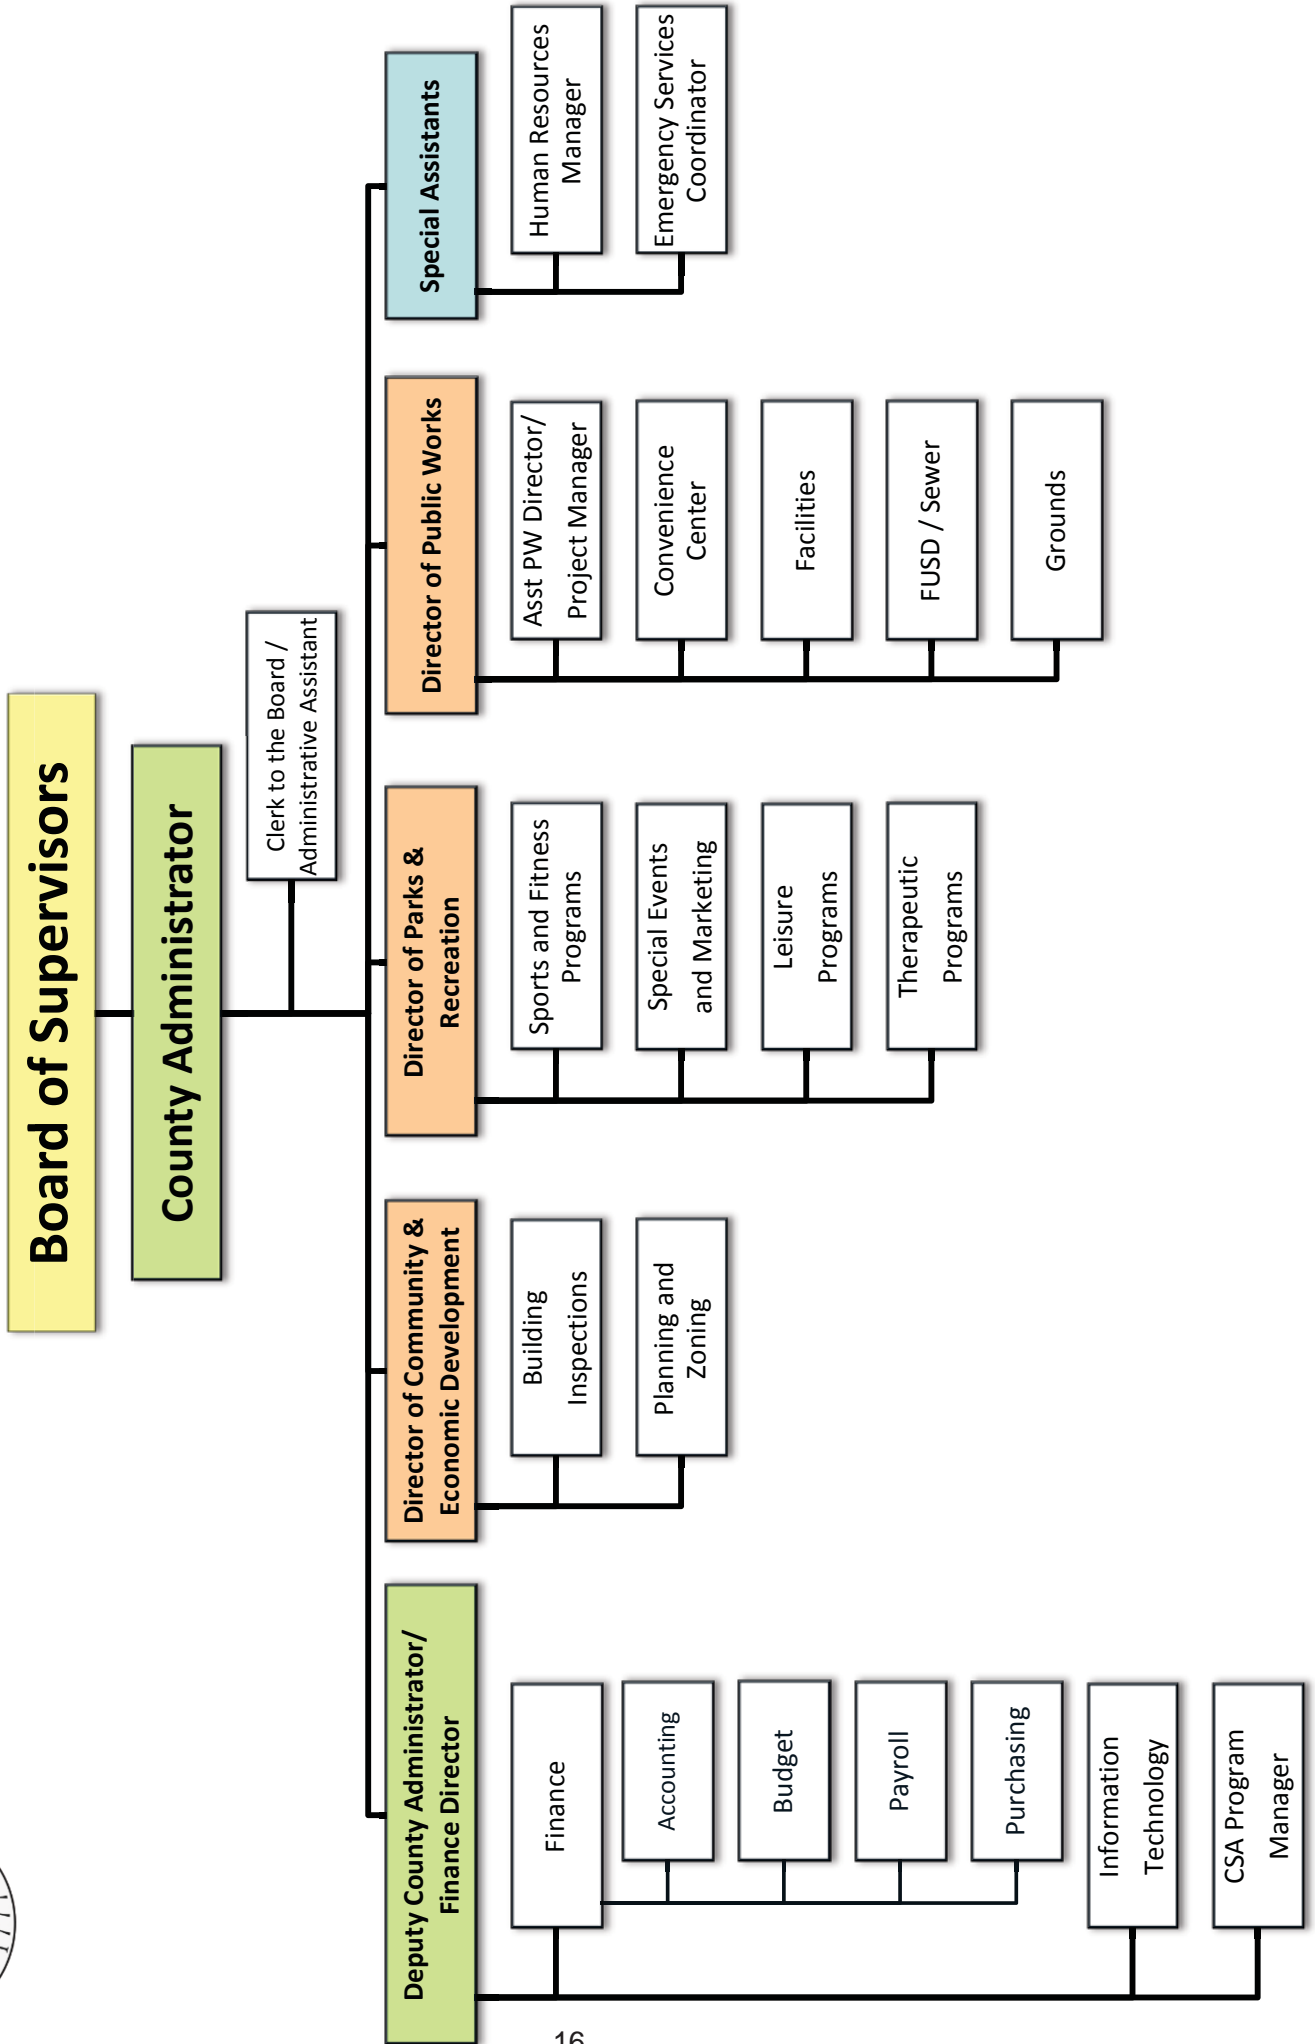 Board of Supervisors
County Administrator
Clerk to the Board /
Administrative Assistant
Deputy County Administrator/
Finance Director
Finance
Accounting
Budget
Payroll
Purchasing
Information
Technology
CSA Program
Manager
Director of Community &
Economic Development
Building
Inspections
Planning and
Zoning
Director of Parks &
Recreation
Sports and Fitness
Programs
Special Events
and Marketing
Leisure
Programs
Therapeutic
Programs
Director of Public Works
Asst PW Director/
Project Manager
Convenience
Center
Facilities
FUSD / Sewer
Grounds
Special Assistants
Human Resources
Manager
Emergency Services
Coordinator
16